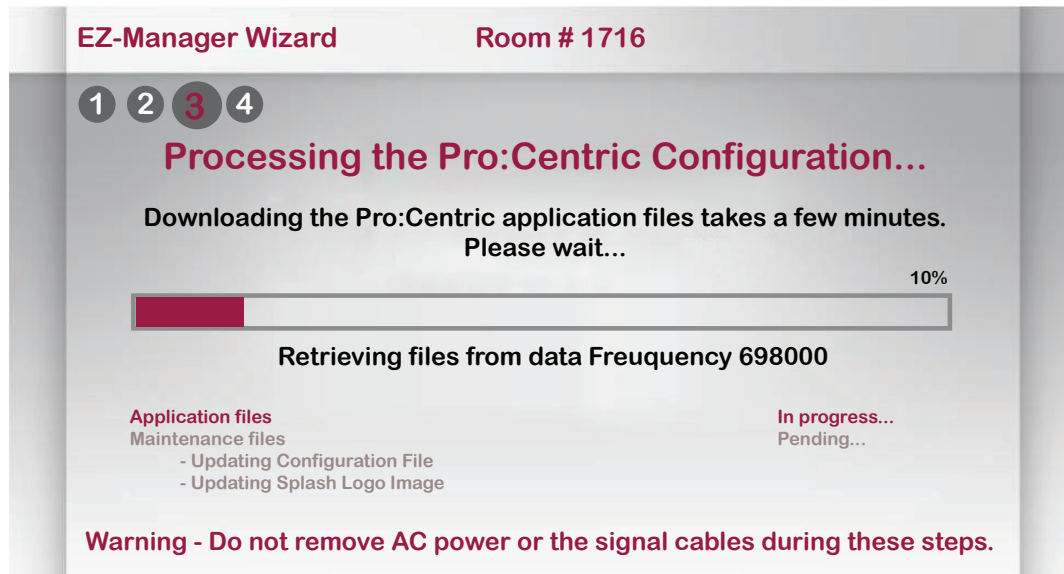 EZ-Manager Wizard Room # 1716
1 2 3 4
Processing the Pro:Centric Configuration...
Downloading the Pro:Centric application files takes a few minutes.
Please wait...
10%
Retrieving files from data Freuquency 698000
Application files In progress...
Maintenance files Pending...
- Updating Configuration File
- Updating Splash Logo Image
Warning - Do not remove AC power or the signal cables during these steps.